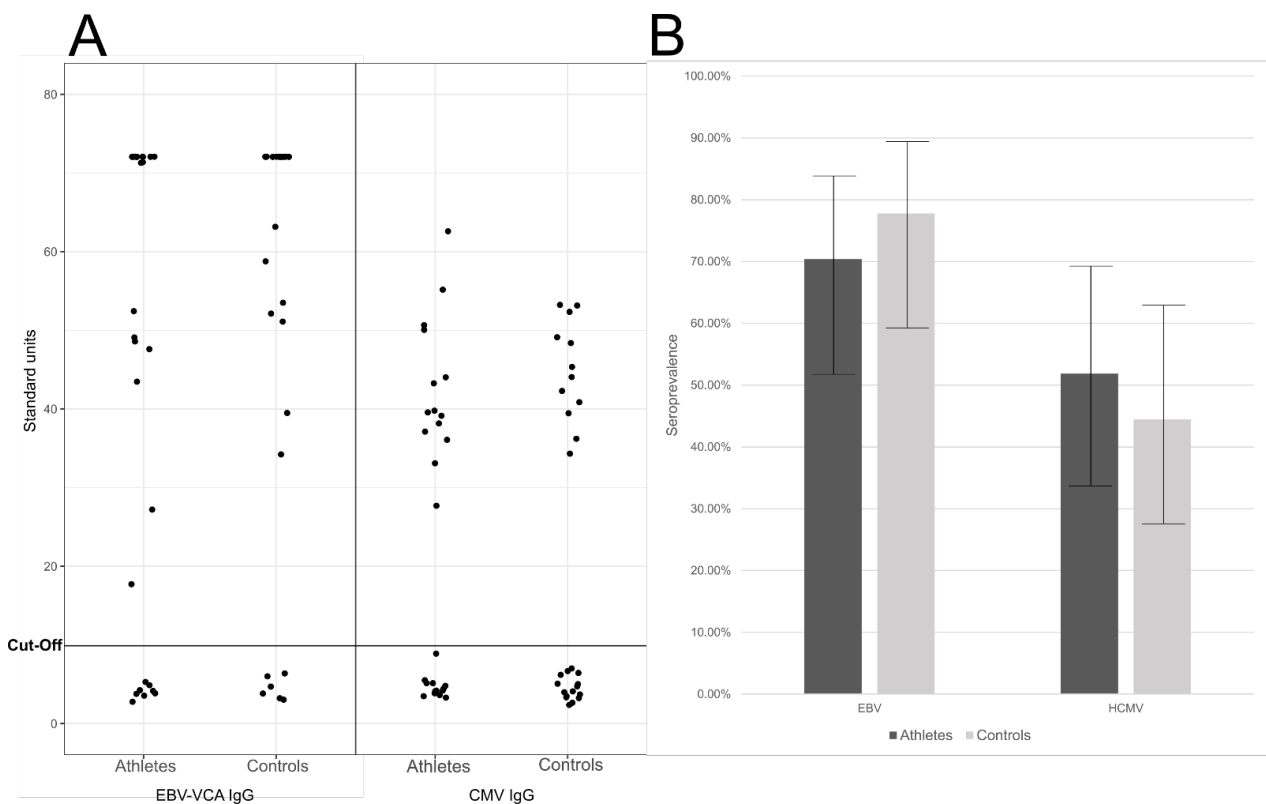 A
80
60
40
20
0
Standard units
Cut-Off
Athletes
Controls
Athletes
Controls
EBV-VCA IgG
CMV IgG
B
100.00%
90.00%
80.00%
70.00%
60.00%
50.00%
40.00%
30.00%
20.00%
10.00%
0.00%
Seroprevalence
EBV
HCMV
Athletes
Controls